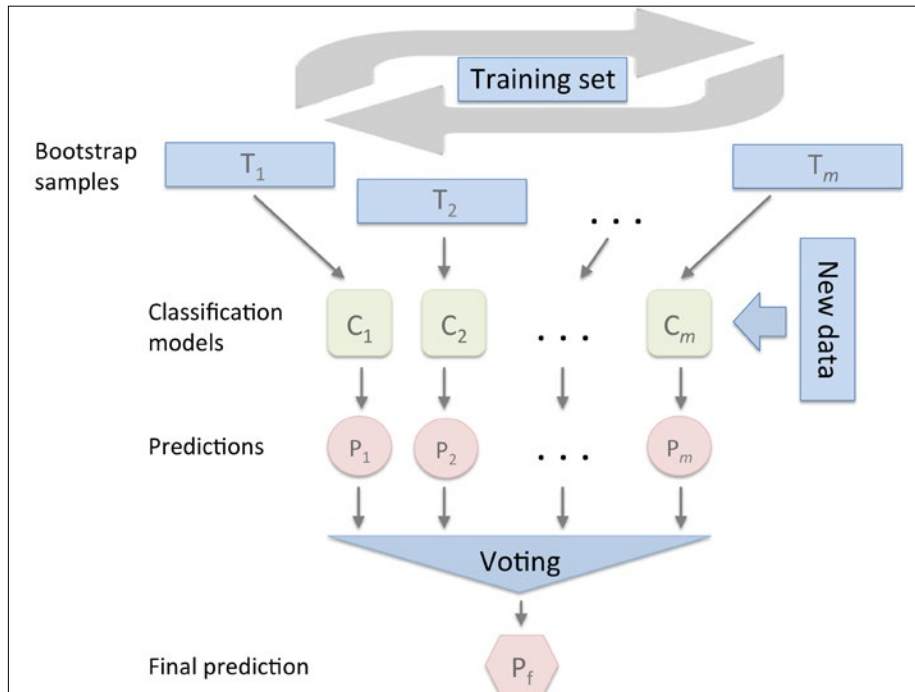 Training set
Bootstrap
samples
T1
T2
. . .
Tm
Classification
models
C1
C2
. . .
Cm
New data
Predictions
P1
P2
. . .
Pm
Voting
Final prediction
Pf